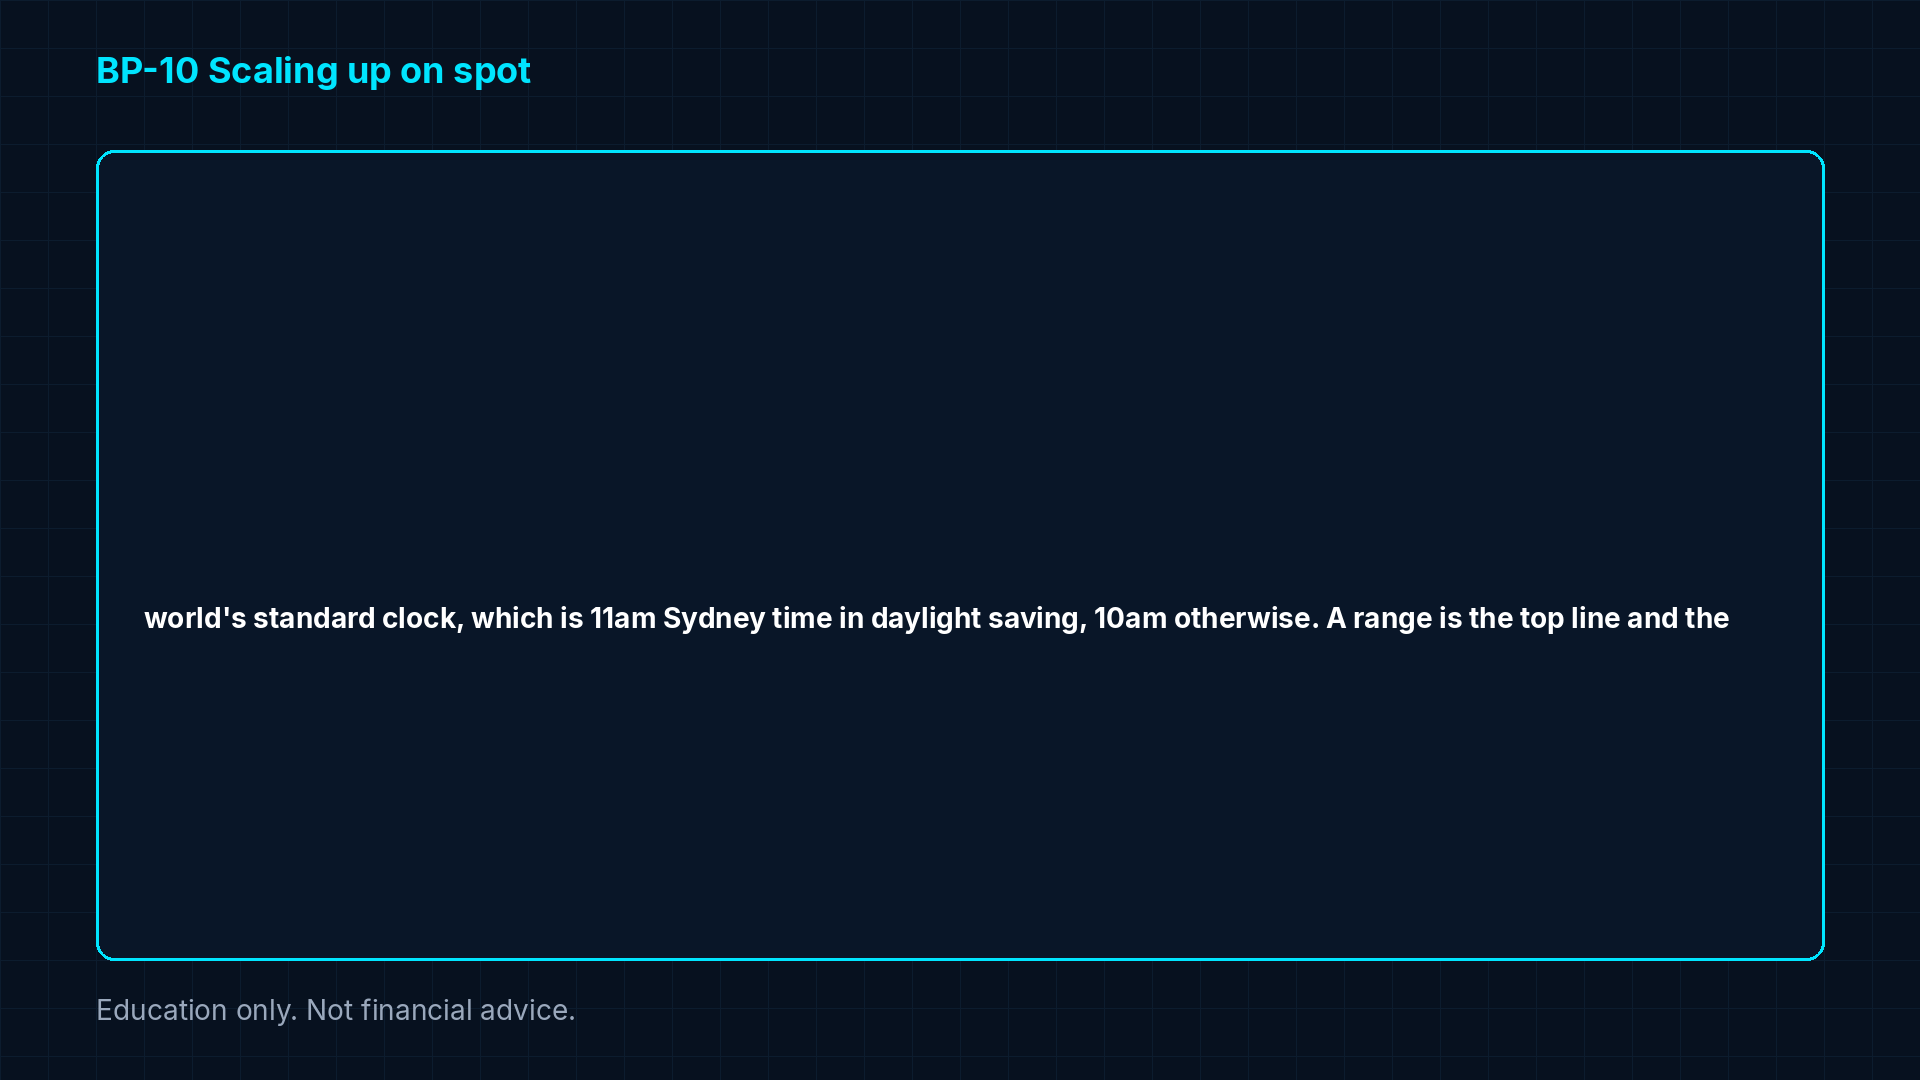 BP-10 Scaling up on spot
world's standard clock, which is 11am Sydney time in daylight saving, 10am otherwise. A range is the top line and the
Education only. Not financial advice.